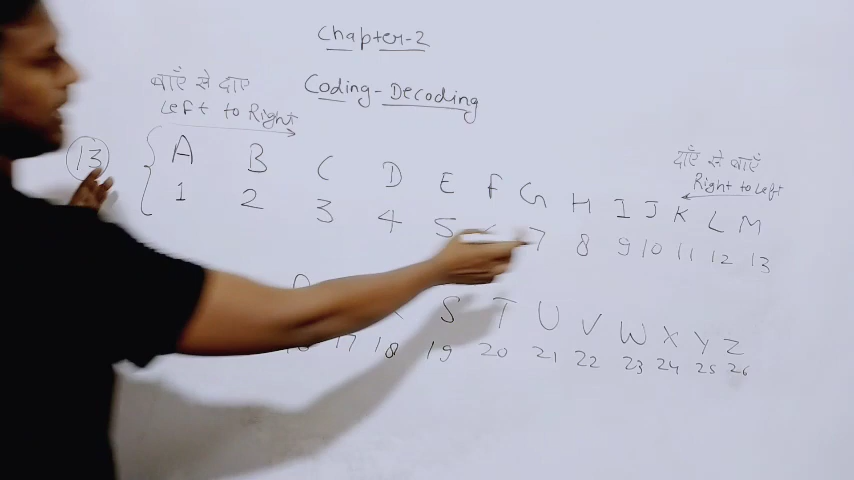 Chapter-2
Coding-Decoding
बाएँ से दाए
Left to Right
दाएँ से बाएँ
Right to Left
13
A B C D E F G H I J K L M
1 2 3 4 5 7 8 9 10 11 12 13
S T U V W X Y Z
17 18 19 20 21 22 23 24 25 26